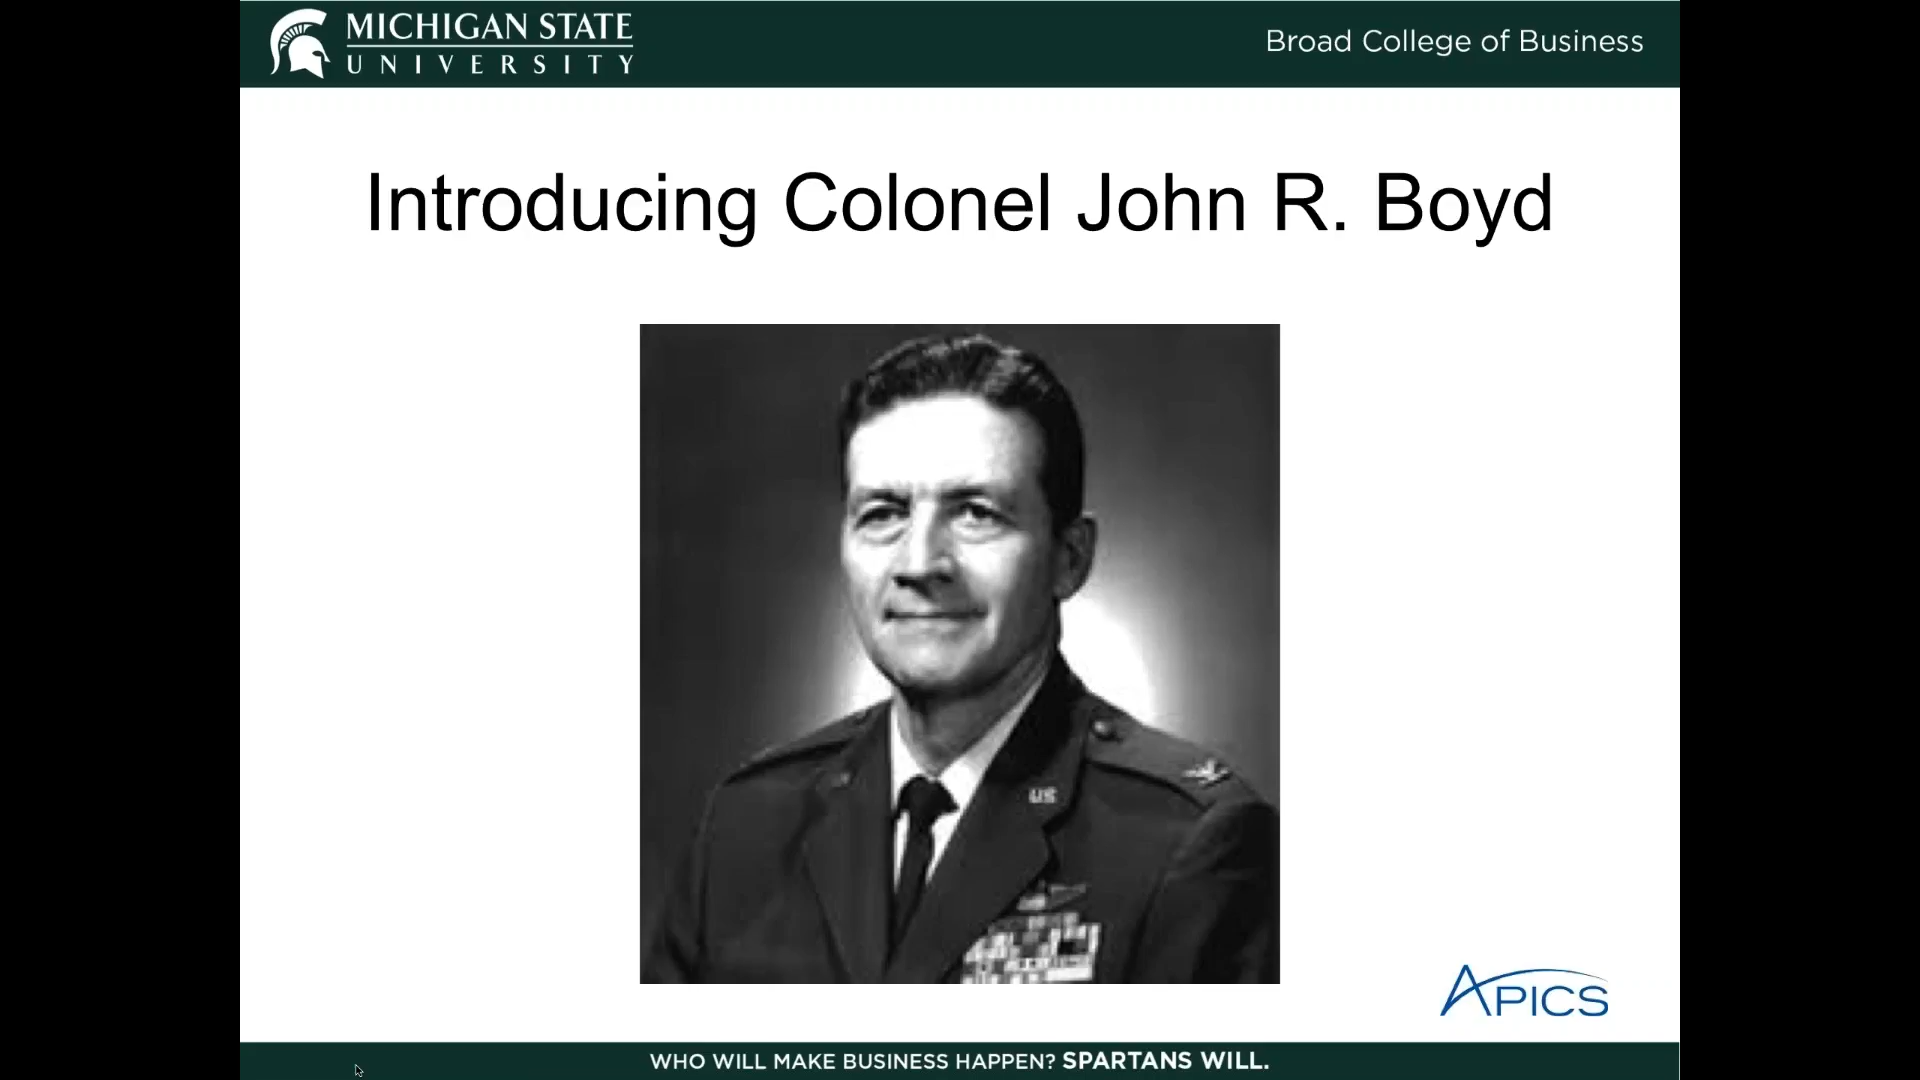 MICHIGAN STATE
UNIVERSITY
Broad College of Business
Introducing Colonel John R. Boyd
US
APICS
WHO WILL MAKE BUSINESS HAPPEN? SPARTANS WILL.